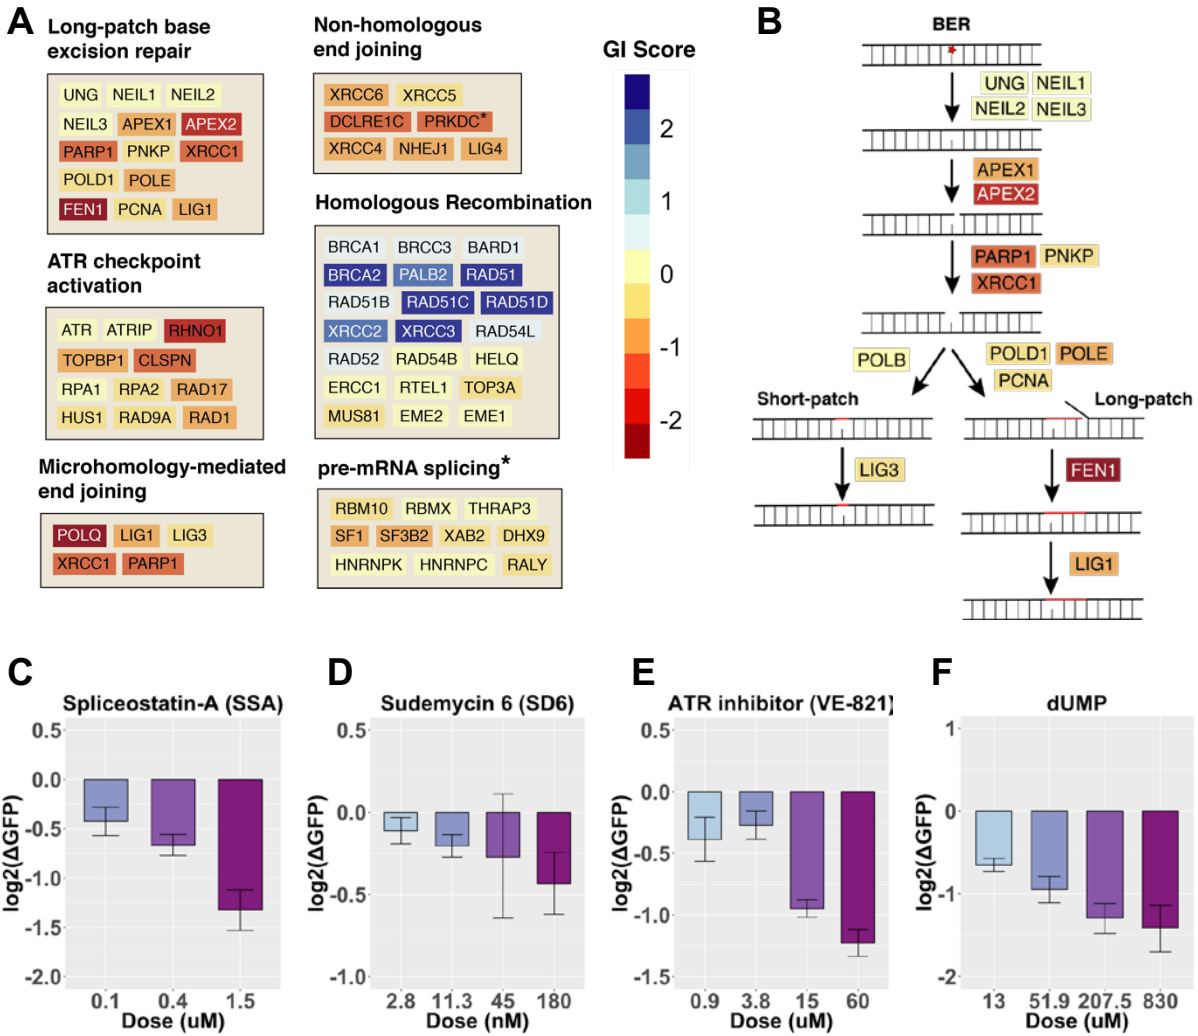 A
Long-patch base
excision repair
UNG NEIL1 NEIL2
NEIL3 APEX1 APEX2
PARP1 PNKP XRCC1
POLD1 POLE
FEN1 PCNA LIG1
ATR checkpoint
activation
ATR ATRIP RHNO1
TOPBP1 CLSPN
RPA1 RPA2 RAD17
HUS1 RAD9A RAD1
Microhomology-mediated
end joining
POLQ LIG1 LIG3
XRCC1 PARP1
Non-homologous
end joining
XRCC6 XRCC5
DCLRE1C PRKDC*
XRCC4 NHEJ1 LIG4
Homologous Recombination
BRCA1 BRCC3 BARD1
BRCA2 PALB2 RAD51
RAD51B RAD51C RAD51D
XRCC2 XRCC3 RAD54L
RAD52 RAD54B HELQ
ERCC1 RTEL1 TOP3A
MUS81 EME2 EME1
pre-mRNA splicing*
RBM10 RBMX THRAP3
SF1 SF3B2 XAB2 DHX9
HNRNPK HNRNPC RALY
GI Score
2
1
0
-1
-2
B
BER
UNG NEIL1
NEIL2 NEIL3
APEX1
APEX2
PARP1 PNKP
XRCC1
POLB
POLD1 POLE
PCNA
Short-patch
Long-patch
LIG3
FEN1
LIG1
C
Spliceostatin-A (SSA)
log2(ΔGFP)
0.5
0.0
-0.5
-1.0
-1.5
-2.0
0.1 0.4 1.5
Dose (uM)
D
Sudemycin 6 (SD6)
log2(ΔGFP)
0.5
0.0
-0.5
-1.0
2.8 11.3 45 180
Dose (nM)
E
ATR inhibitor (VE-821)
log2(ΔGFP)
0.5
0.0
-0.5
-1.0
-1.5
0.9 3.8 15 60
Dose (uM)
F
dUMP
log2(ΔGFP)
1
0
-1
-2
13 51.9 207.5 830
Dose (uM)